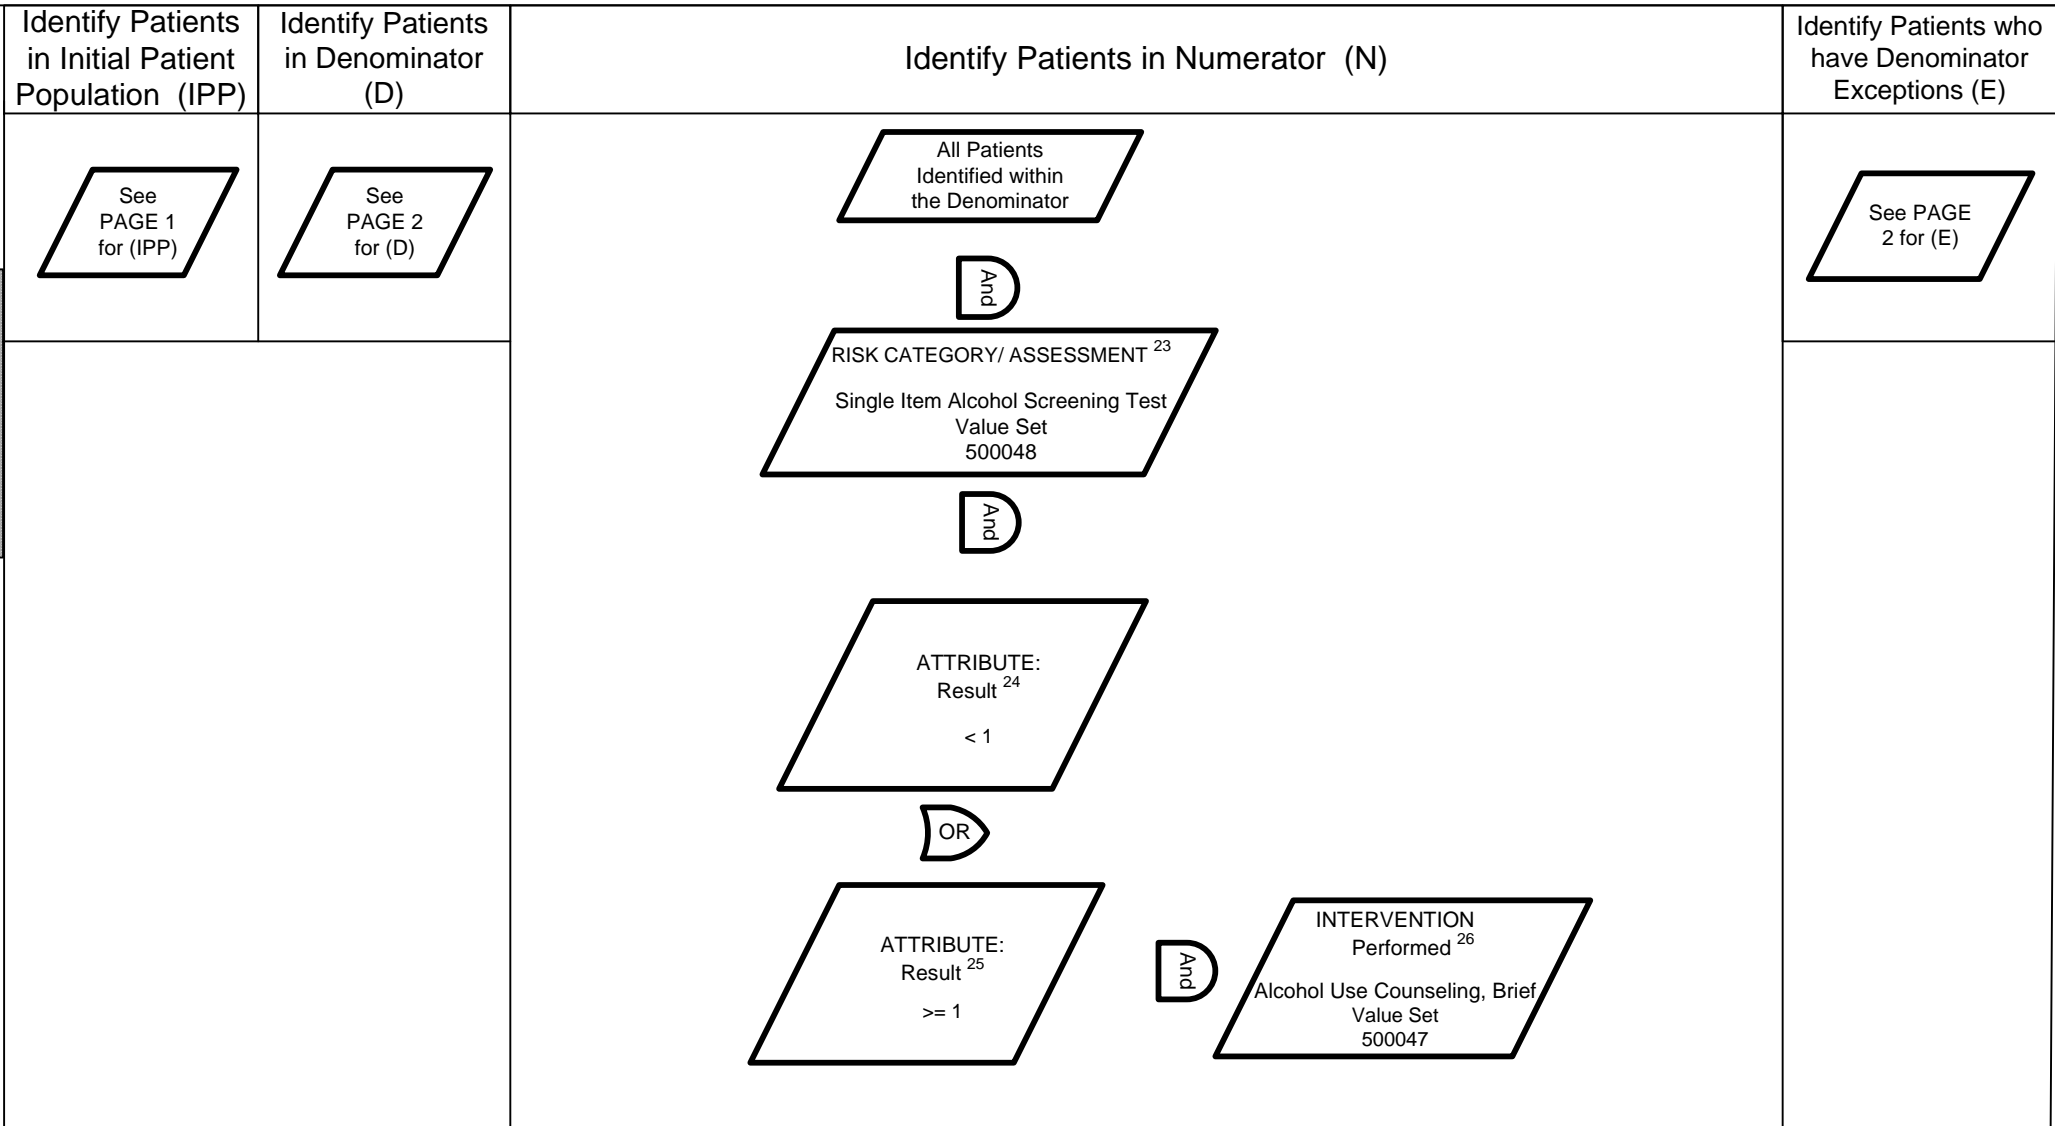 Identify Patients
in Initial Patient
Population (IPP)
Identify Patients
in Denominator
(D)
Identify Patients in Numerator (N)
Identify Patients who
have Denominator
Exceptions (E)
See
PAGE 1
for (IPP)
See
PAGE 2
for (D)
All Patients
Identified within
the Denominator
See PAGE
2 for (E)
And
RISK CATEGORY/ ASSESSMENT 23
Single Item Alcohol Screening Test
Value Set
500048
And
ATTRIBUTE:
Result 24
< 1
OR
ATTRIBUTE:
Result 25
>= 1
And
INTERVENTION
Performed 26
Alcohol Use Counseling, Brief
Value Set
500047